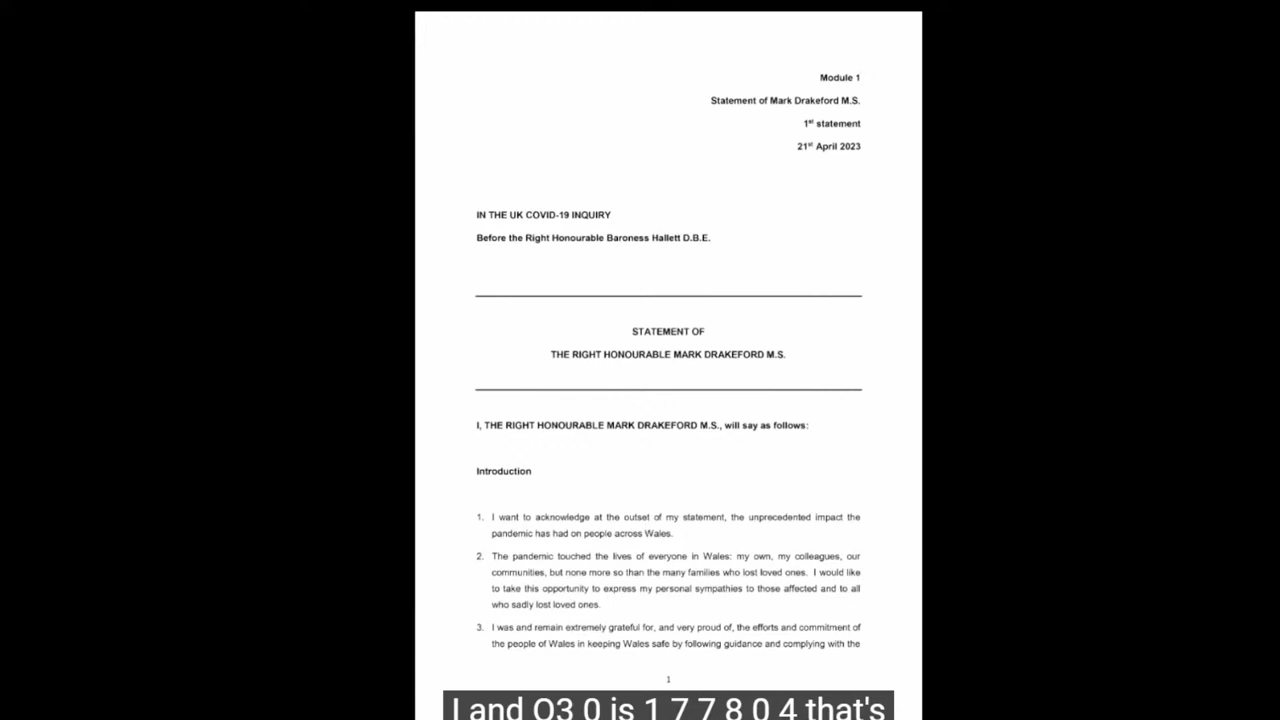 Module 1
Statement of Mark Drakeford M.S.
1st statement
21st April 2023
IN THE UK COVID-19 INQUIRY
Before the Right Honourable Baroness Hallett D.B.E.
STATEMENT OF
THE RIGHT HONOURABLE MARK DRAKEFORD M.S.
I, THE RIGHT HONOURABLE MARK DRAKEFORD M.S., will say as follows:
Introduction
1. I want to acknowledge at the outset of my statement, the unprecedented impact the
pandemic has had on people across Wales.
2. The pandemic touched the lives of everyone in Wales: my own, my colleagues, our
communities, but none more so than the many families who lost loved ones. I would like
to take this opportunity to express my personal sympathies to those affected and to all
who sadly lost loved ones.
3. I was and remain extremely grateful for, and very proud of, the efforts and commitment of
the people of Wales in keeping Wales safe by following guidance and complying with the
1
I and O3 0 is 1 7 7 8 0 4 that's